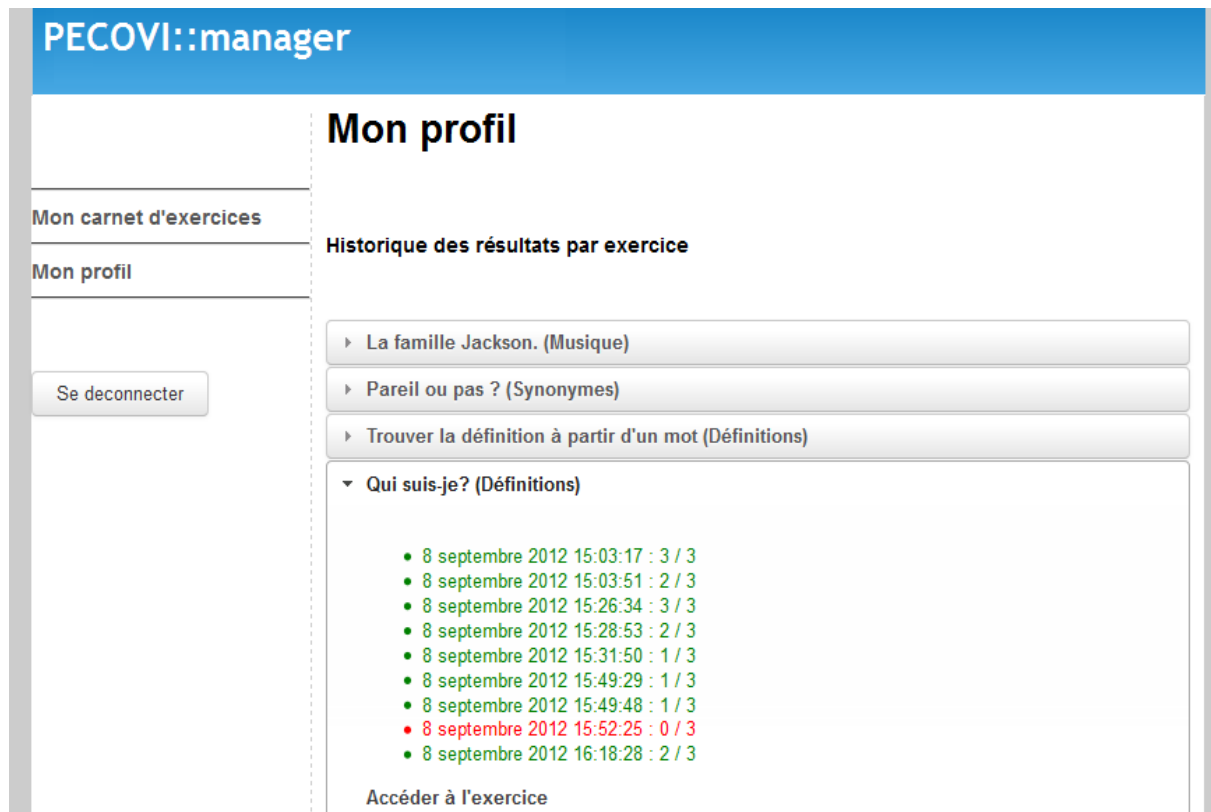 PECOVI::manager
Mon profil
Mon carnet d'exercices
Mon profil
Se deconnecter
Historique des résultats par exercice
La famille Jackson. (Musique)
Pareil ou pas ? (Synonymes)
Trouver la définition à partir d'un mot (Définitions)
Qui suis-je? (Définitions)
8 septembre 2012 15:03:17 : 3 / 3
8 septembre 2012 15:03:51 : 2 / 3
8 septembre 2012 15:26:34 : 3 / 3
8 septembre 2012 15:28:53 : 2 / 3
8 septembre 2012 15:31:50 : 1 / 3
8 septembre 2012 15:49:29 : 1 / 3
8 septembre 2012 15:49:48 : 1 / 3
8 septembre 2012 15:52:25 : 0 / 3
8 septembre 2012 16:18:28 : 2 / 3
Accéder à l'exercice